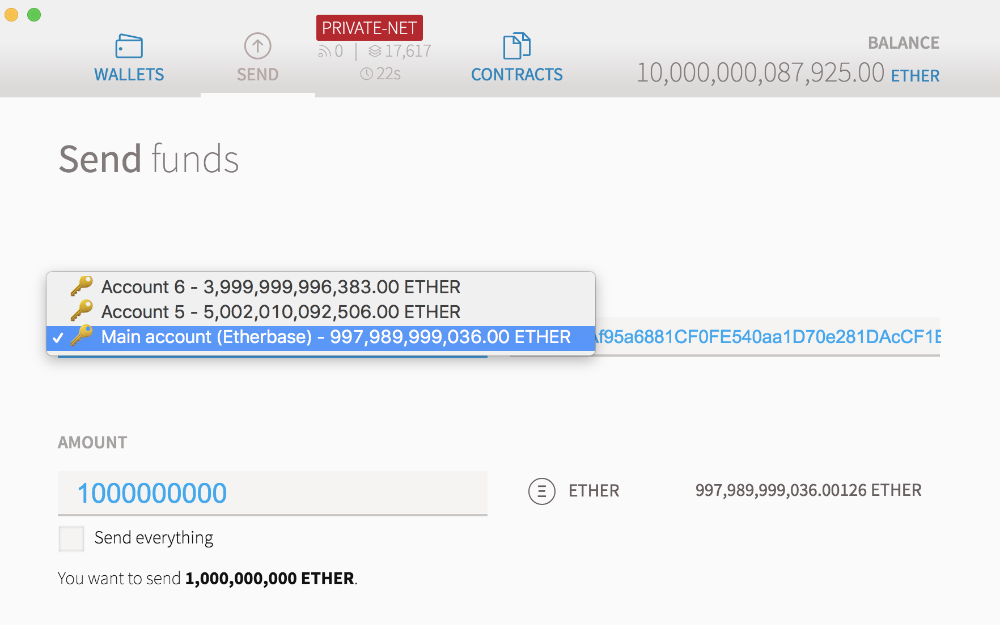 PRIVATE-NET
0 | 17,617
22s
WALLETS
SEND
CONTRACTS
BALANCE
10,000,000,087,925.00 ETHER
Send funds
Account 6 - 3,999,999,996,383.00 ETHER
Account 5 - 5,002,010,092,506.00 ETHER
✓ Main account (Etherbase) - 997,989,999,036.00 ETHER
f95a6881CF0FE540aa1D70e281DAcCF1
AMOUNT
1000000000
ETHER
997,989,999,036.00126 ETHER
Send everything
You want to send 1,000,000,000 ETHER.